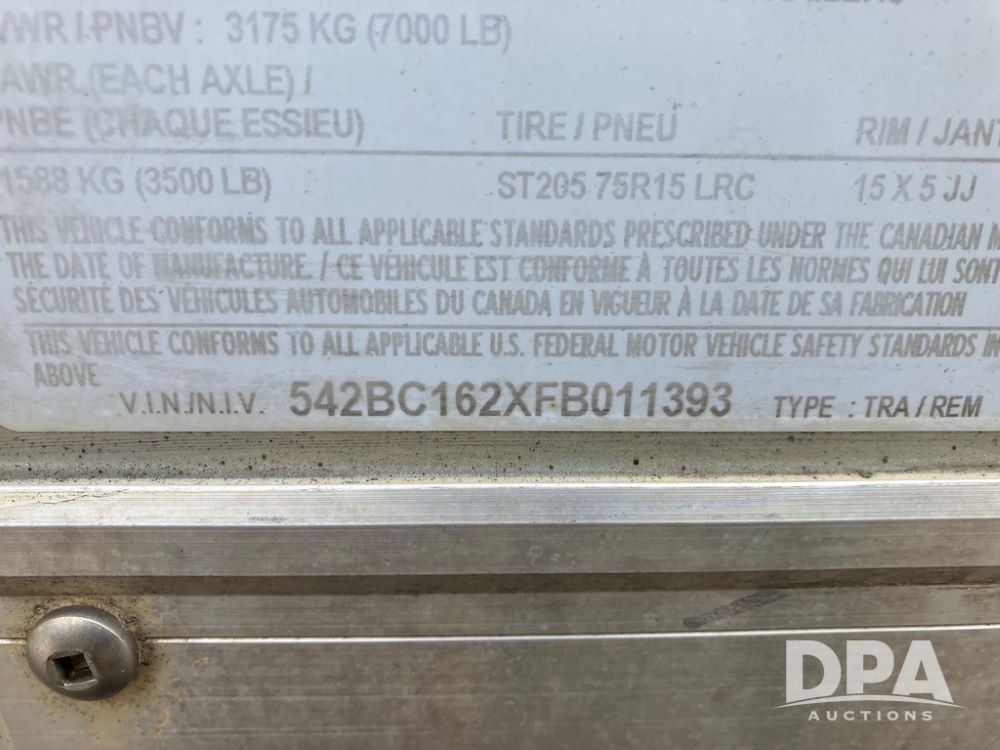 VWR / PNBV : 3175 KG (7000 LB)
AWR (EACH AXLE) /
PNBE (CHAQUE ESSIEU) TIRE / PNEU RIM / JANT
1588 KG (3500 LB) ST205 75R15 LRC 15 X 5 JJ
THIS VEHICLE CONFORMS TO ALL APPLICABLE STANDARDS PRESCRIBED UNDER THE CANADIAN M
THE DATE OF MANUFACTURE. / CE VÉHICULE EST CONFORME À TOUTES LES NORMES QUI LUI SONT
SÉCURITÉ DES VÉHICULES AUTOMOBILES DU CANADA EN VIGUEUR À LA DATE DE SA FABRICATION
THIS VEHICLE CONFORMS TO ALL APPLICABLE U.S. FEDERAL MOTOR VEHICLE SAFETY STANDARDS IN
ABOVE
V.I.N./N.I.V. 542BC162XFB011393 TYPE : TRA / REM
DPA
AUCTIONS